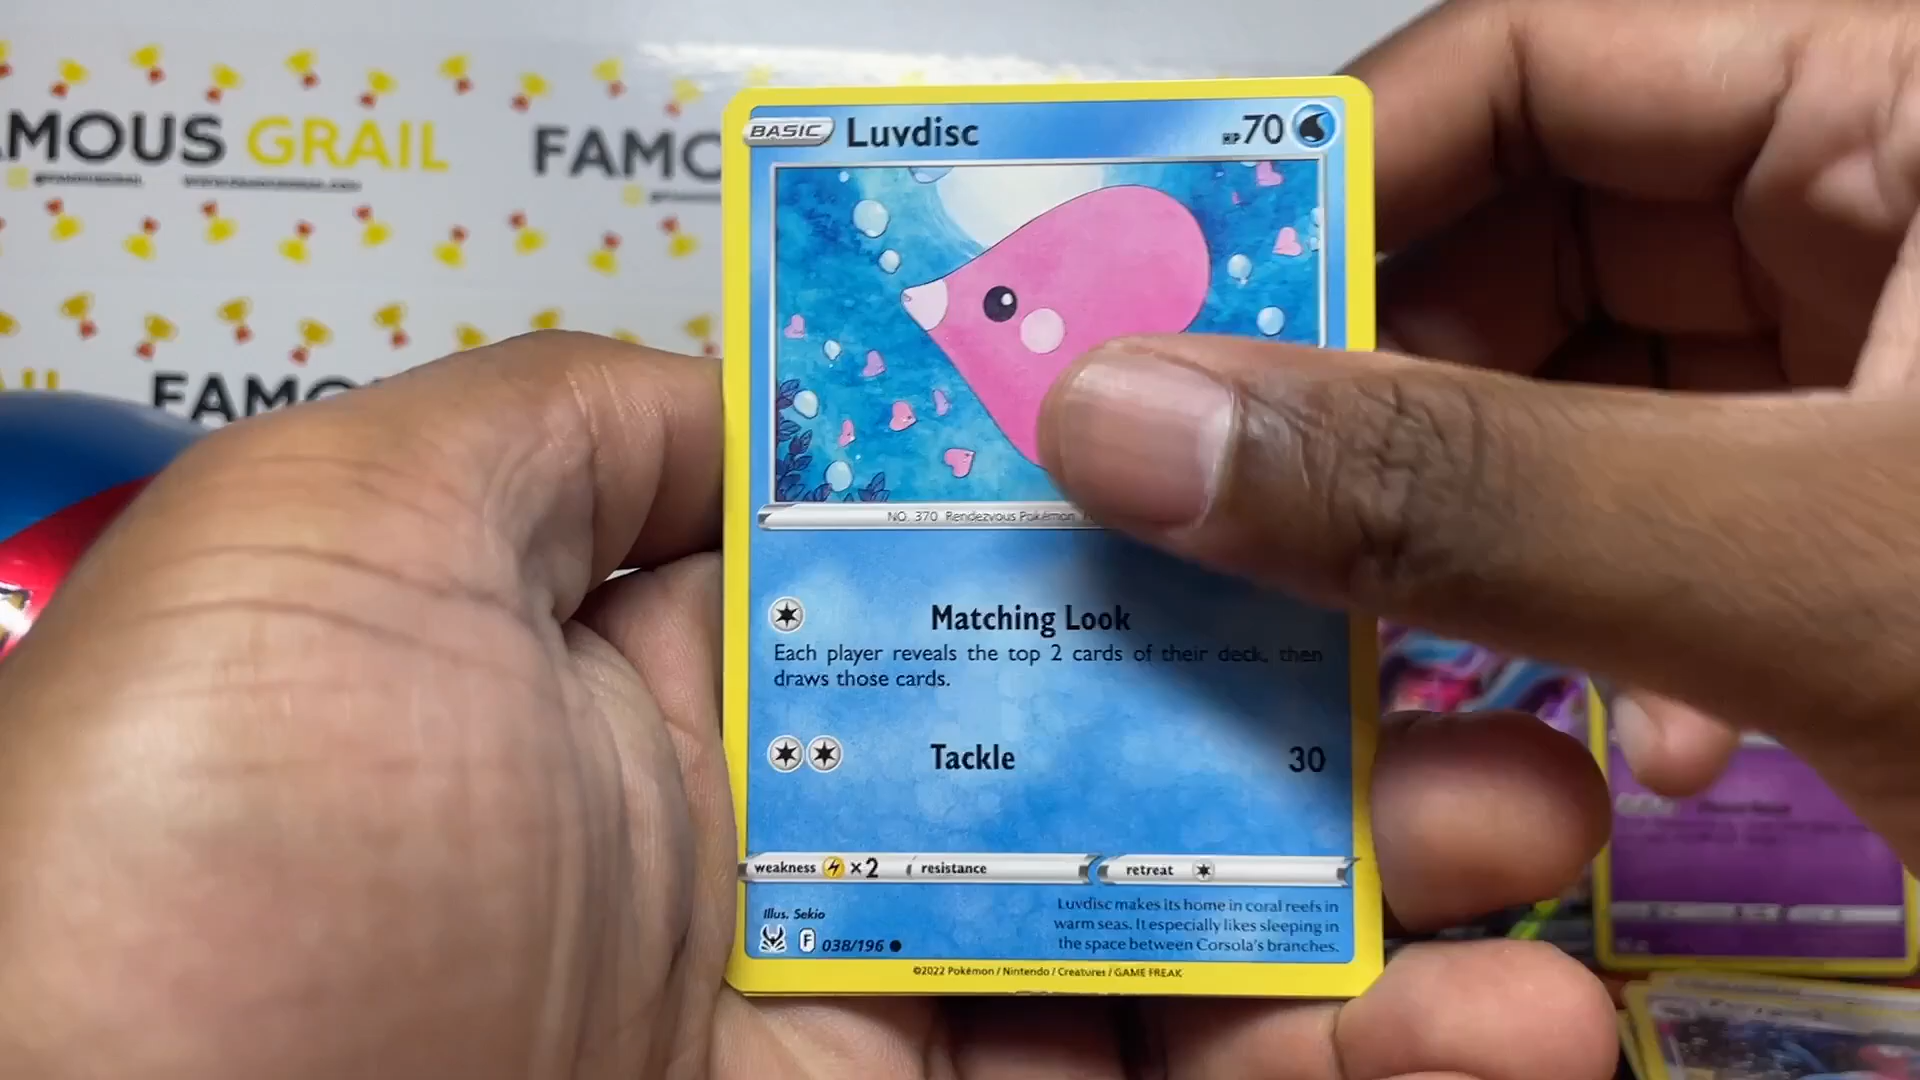 AMOUS GRAIL
FAMO
FAMO
BASIC Luvdisc HP 70
NO. 370 Rendezvous Pokémon
Matching Look
Each player reveals the top 2 cards of their deck, then
draws those cards.
Tackle 30
weakness ×2 resistance retreat
Illus. Sekio
F 038/196
Luvdisc makes its home in coral reefs in
warm seas. It especially likes sleeping in
the space between Corsola's branches.
©2022 Pokémon / Nintendo / Creatures / GAME FREAK